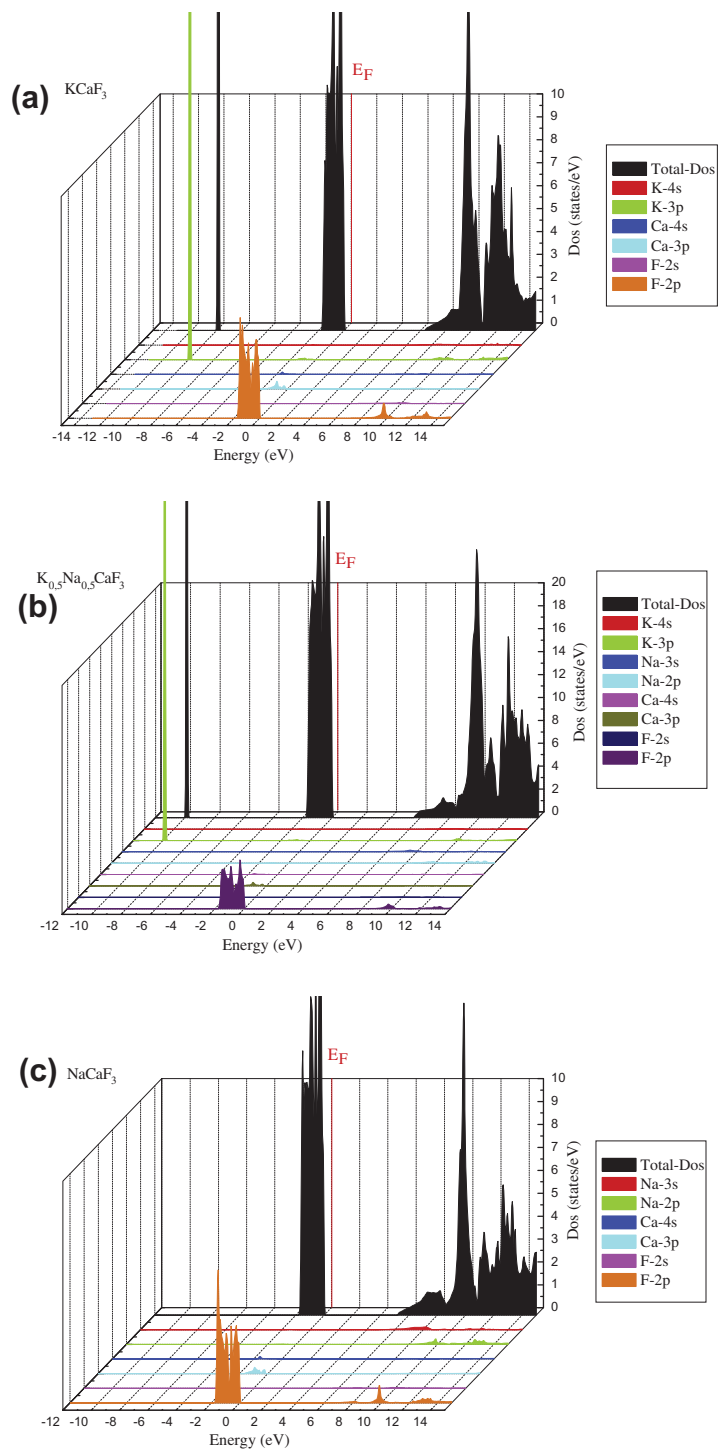 (a)
KCaF3
EF
10
9
8
7
6
5
4
3
2
1
0
Dos (states/eV)
-14 -12 -10 -8 -6 -4 -2 0 2 4 6 8 10 12 14
Energy (eV)
Total-Dos
K-4s
K-3p
Ca-4s
Ca-3p
F-2s
F-2p
(b)
K0,5Na0,5CaF3
EF
20
18
16
14
12
10
8
6
4
2
0
Dos (states/eV)
-12 -10 -8 -6 -4 -2 0 2 4 6 8 10 12 14
Energy (eV)
Total-Dos
K-4s
K-3p
Na-3s
Na-2p
Ca-4s
Ca-3p
F-2s
F-2p
(c)
NaCaF3
EF
10
9
8
7
6
5
4
3
2
1
0
Dos (states/eV)
-12 -10 -8 -6 -4 -2 0 2 4 6 8 10 12 14
Energy (eV)
Total-Dos
Na-3s
Na-2p
Ca-4s
Ca-3p
F-2s
F-2p